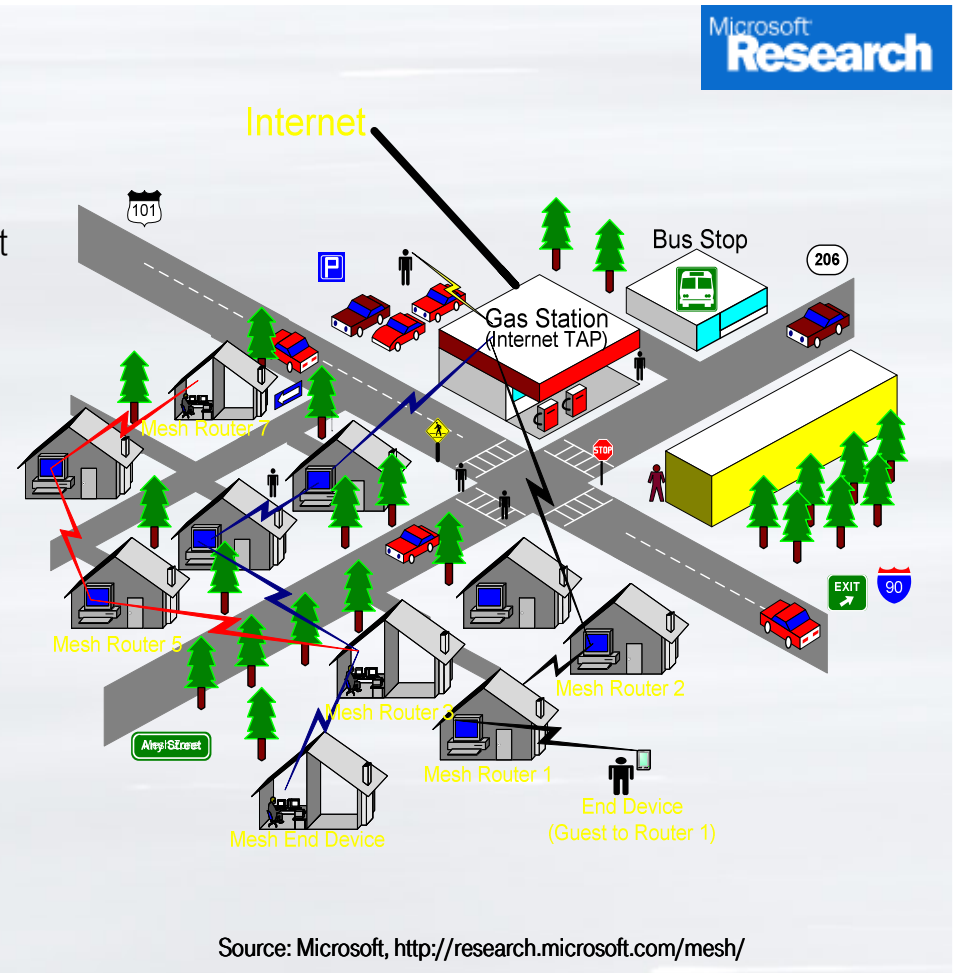 Microsoft
Research
Internet
101
t
P
Bus Stop
206
Gas Station
(Internet TAP)
Mesh Router 7
STOP
EXIT
90
Mesh Router 5
Mesh Router 2
Mesh Router 3
Street
Mesh Router 1
End Device
(Guest to Router 1)
Mesh End Device
Source: Microsoft, http://research.microsoft.com/mesh/